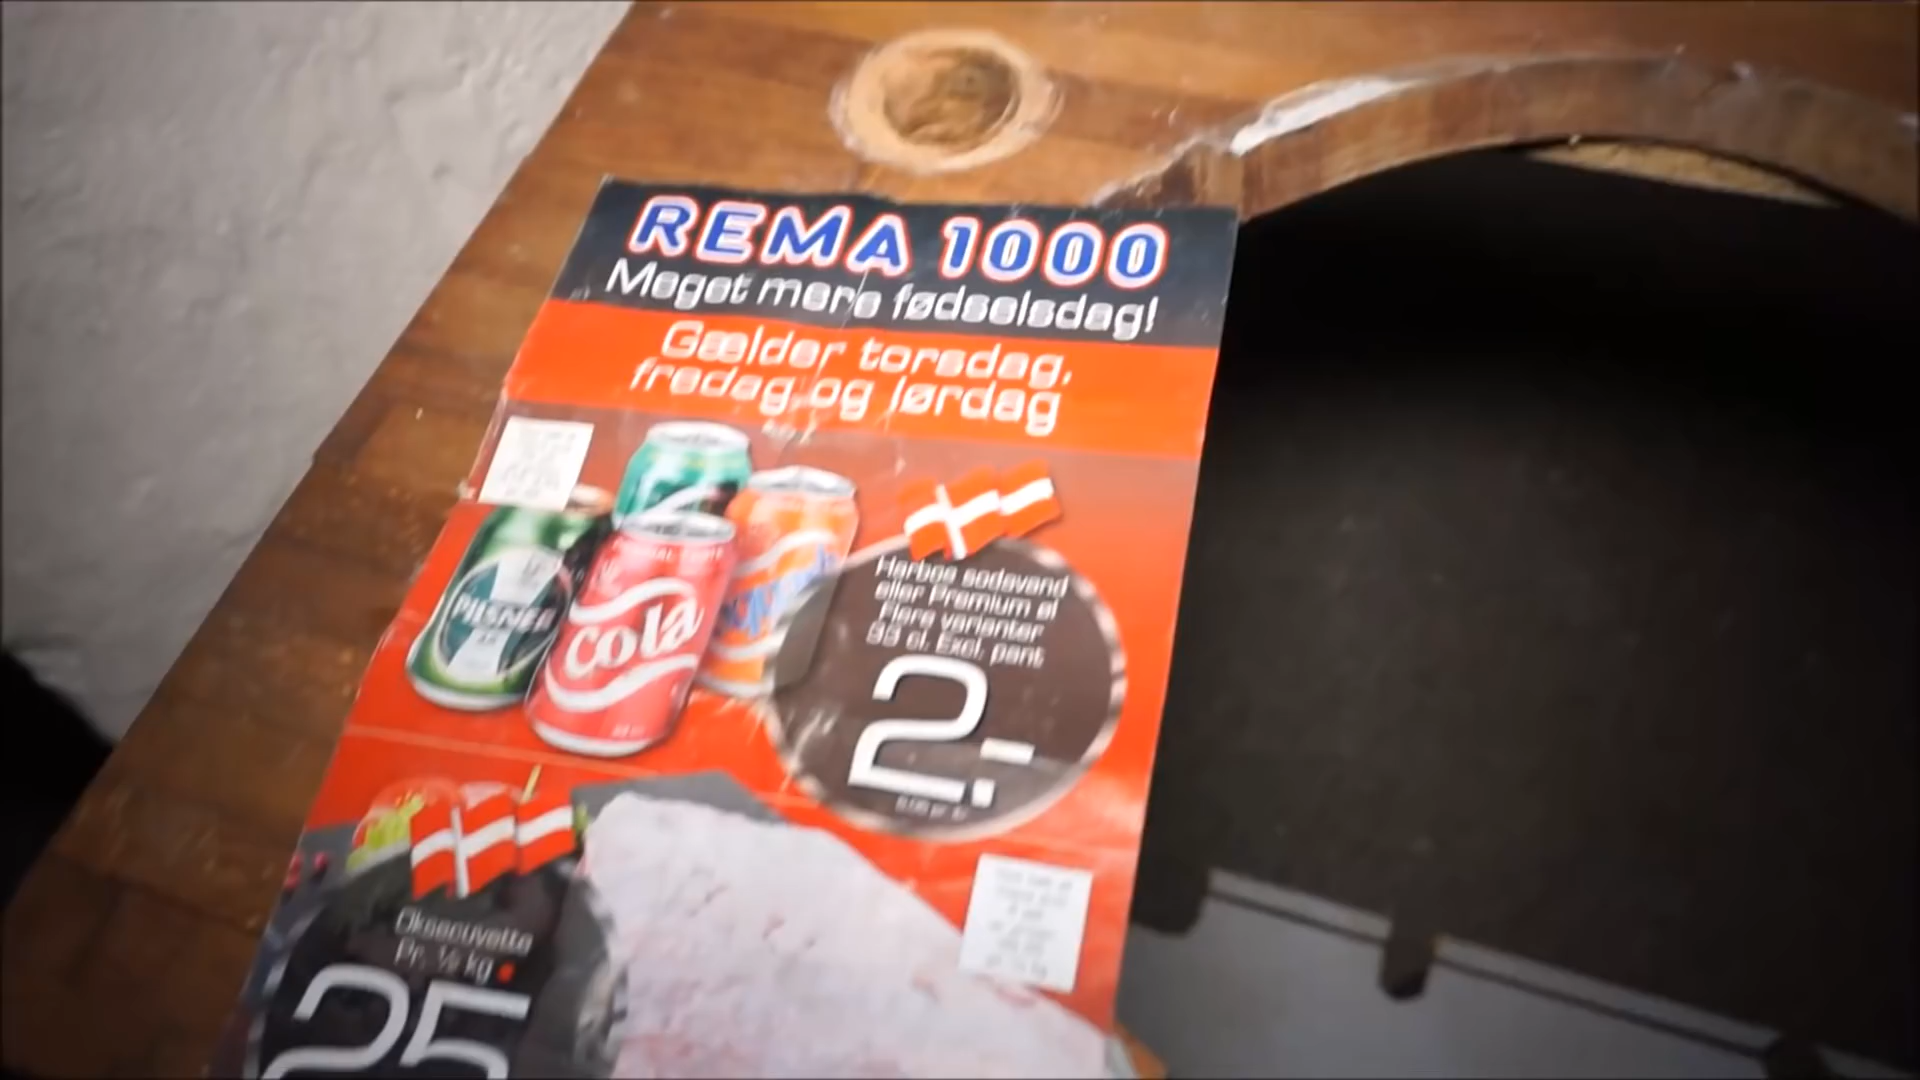 REMA 1000
Meget mere fødselsdag!
Gælder torsdag,
fredag og lørdag
PILSNER
cola
Harboe sodavand
eller Premium øl
Flere varianter
33 cl. Excl. pant
2.-
Oksecuvette
Pr. ½ kg
25